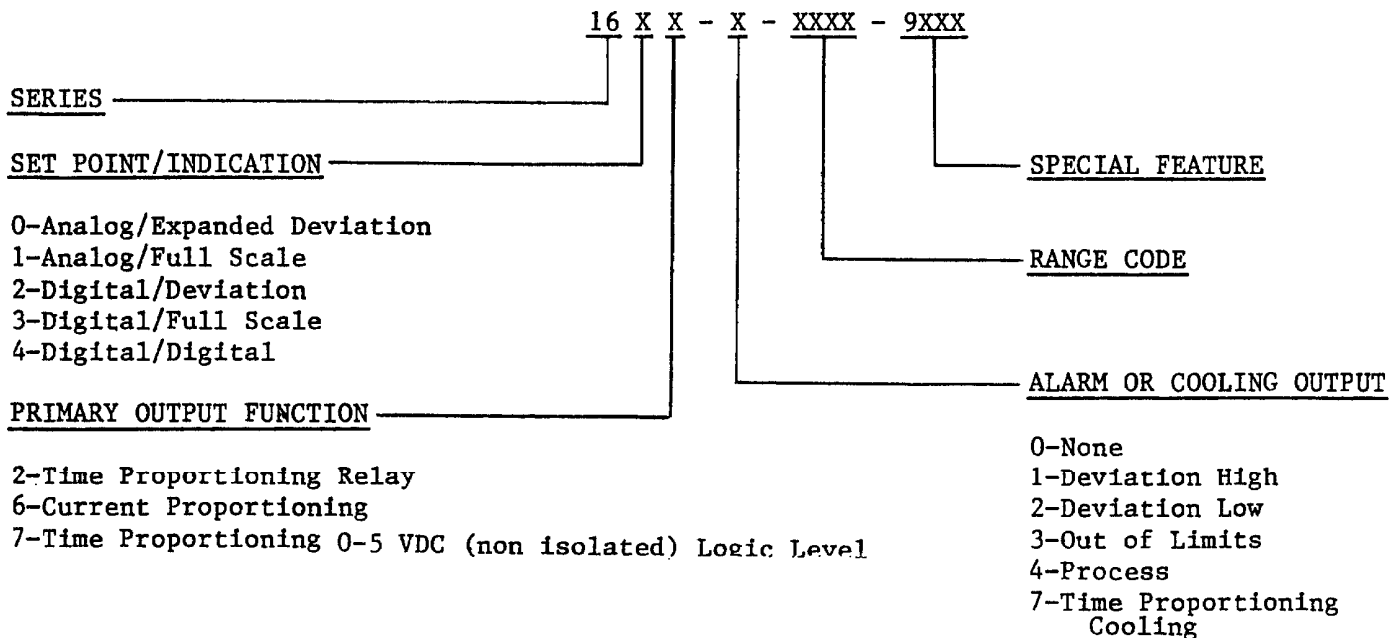 16 X X - X - XXXX - 9XXX
SERIES
SET POINT/INDICATION
0-Analog/Expanded Deviation
1-Analog/Full Scale
2-Digital/Deviation
3-Digital/Full Scale
4-Digital/Digital
PRIMARY OUTPUT FUNCTION
2-Time Proportioning Relay
6-Current Proportioning
7-Time Proportioning 0-5 VDC (non isolated) Logic Level
SPECIAL FEATURE
RANGE CODE
ALARM OR COOLING OUTPUT
0-None
1-Deviation High
2-Deviation Low
3-Out of Limits
4-Process
7-Time Proportioning
Cooling